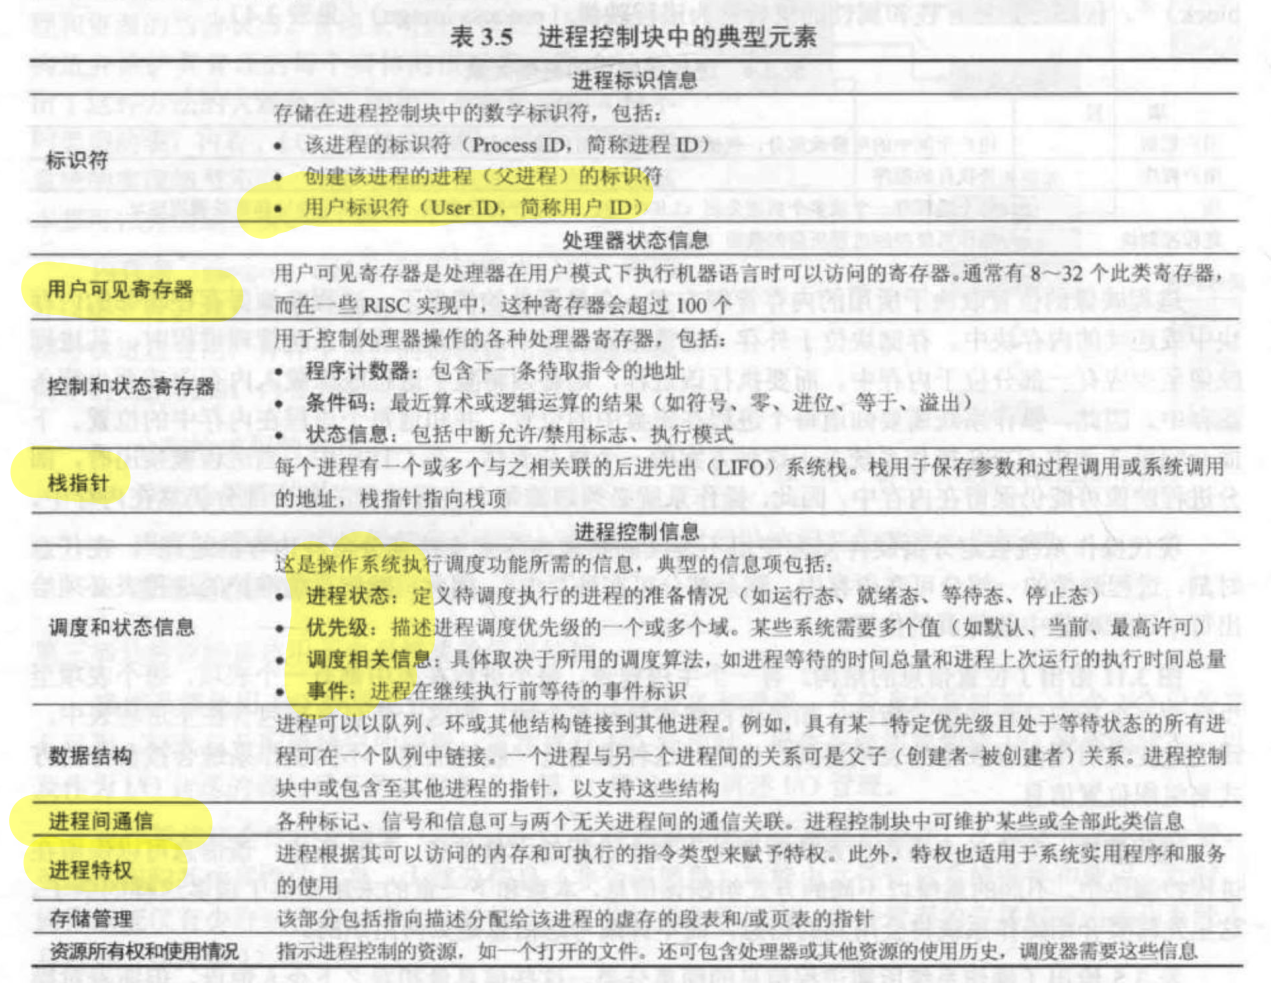 表 3.5 进程控制块中的典型元素
进程标识信息
标识符
存储在进程控制块中的数字标识符，包括：
• 该进程的标识符（Process ID，简称进程 ID）
• 创建该进程的进程（父进程）的标识符
• 用户标识符（User ID，简称用户 ID）
处理器状态信息
用户可见寄存器
用户可见寄存器是处理器在用户模式下执行机器语言时可以访问的寄存器。通常有 8～32 个此类寄存器，
而在一些 RISC 实现中，这种寄存器会超过 100 个
控制和状态寄存器
用于控制处理器操作的各种处理器寄存器，包括：
• 程序计数器：包含下一条待取指令的地址
• 条件码：最近算术或逻辑运算的结果（如符号、零、进位、等于、溢出）
• 状态信息：包括中断允许/禁用标志、执行模式
栈指针
每个进程有一个或多个与之相关联的后进先出（LIFO）系统栈。栈用于保存参数和过程调用或系统调用
的地址，栈指针指向栈顶
进程控制信息
调度和状态信息
这是操作系统执行调度功能所需的信息，典型的信息项包括：
• 进程状态：定义待调度执行的进程的准备情况（如运行态、就绪态、等待态、停止态）
• 优先级：描述进程调度优先级的一个或多个域。某些系统需要多个值（如默认、当前、最高许可）
• 调度相关信息：具体取决于所用的调度算法，如进程等待的时间总量和进程上次运行的执行时间总量
• 事件：进程在继续执行前等待的事件标识
数据结构
进程可以以队列、环或其他结构链接到其他进程。例如，具有某一特定优先级且处于等待状态的所有进
程可在一个队列中链接。一个进程与另一个进程间的关系可是父子（创建者-被创建者）关系。进程控制
块中或包含至其他进程的指针，以支持这些结构
进程间通信
各种标记、信号和信息可与两个无关进程间的通信关联。进程控制块中可维护某些或全部此类信息
进程特权
进程根据其可以访问的内存和可执行的指令类型来赋予特权。此外，特权也适用于系统实用程序和服务
的使用
存储管理
该部分包括指向描述分配给该进程的虚存的段表和/或页表的指针
资源所有权和使用情况
指示进程控制的资源，如一个打开的文件。还可包含处理器或其他资源的使用历史，调度器需要这些信息